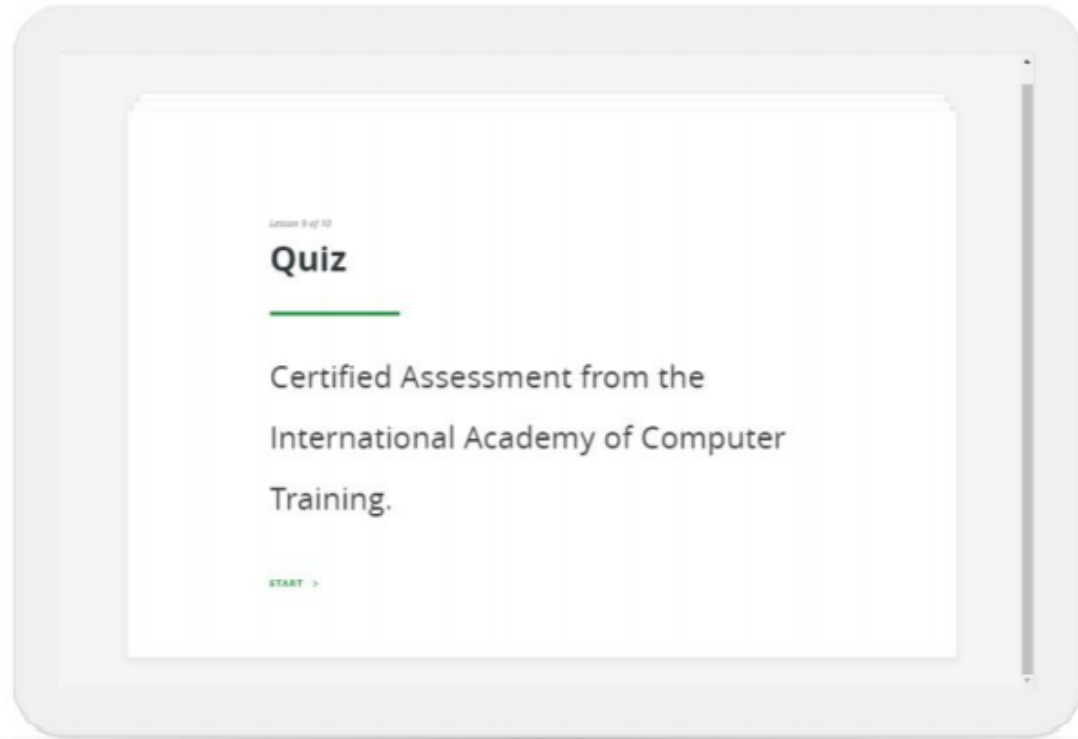 Lesson 9 of 10
Quiz
Certified Assessment from the
International Academy of Computer
Training.
START >